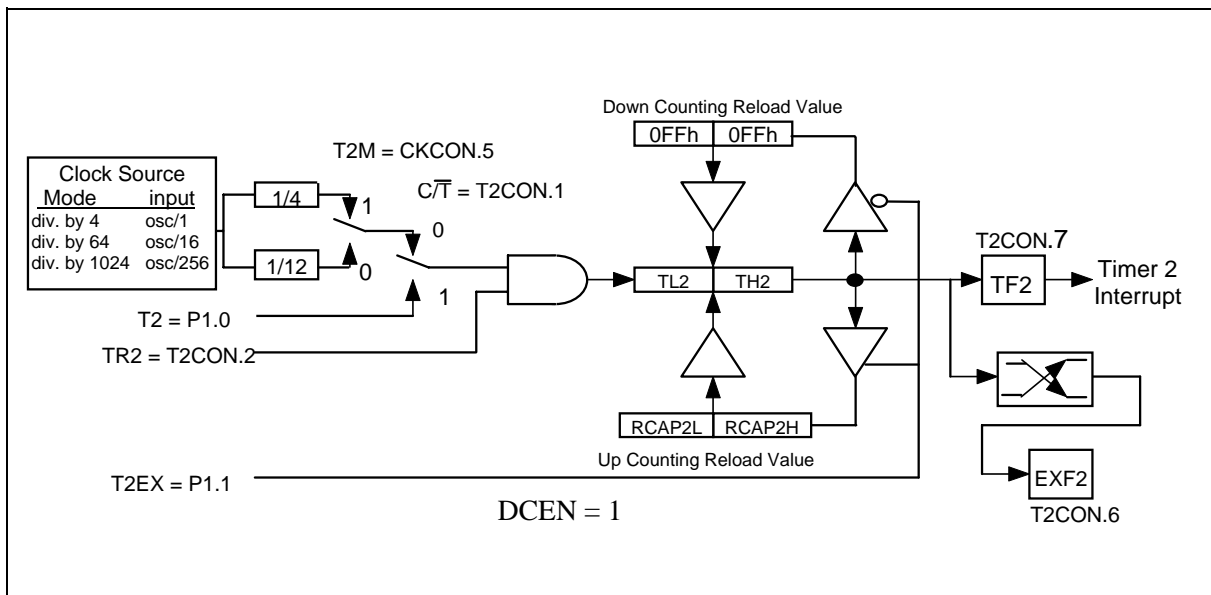 Down Counting Reload Value
0FFh 0FFh
T2M = CKCON.5
Clock Source
Mode input
div. by 4 osc/1
div. by 64 osc/16
div. by 1024 osc/256
1/4
1/12
1
0
C/T̅ = T2CON.1
0
1
T2 = P1.0
TR2 = T2CON.2
TL2 TH2
T2CON.7
TF2
Timer 2
Interrupt
RCAP2L RCAP2H
Up Counting Reload Value
T2EX = P1.1
EXF2
T2CON.6
DCEN = 1